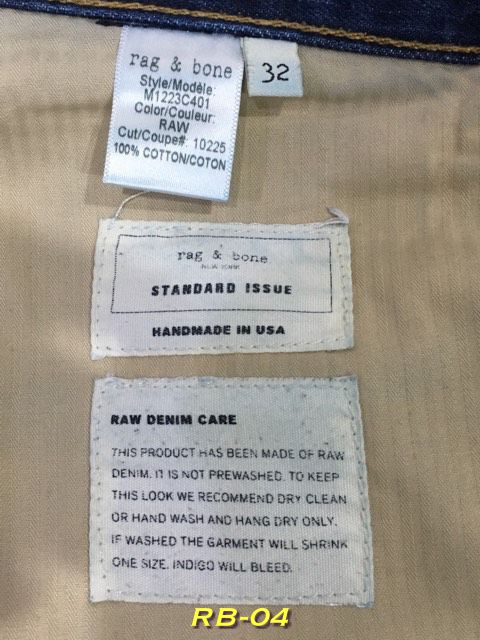 rag & bone
Style/Modèle:
M1223C401
Color/Couleur:
RAW
Cut/Coupe#: 10225
100% COTTON/COTON
32
rag & bone
NEW YORK
STANDARD ISSUE
HANDMADE IN USA
RAW DENIM CARE
THIS PRODUCT HAS BEEN MADE OF RAW
DENIM. IT IS NOT PREWASHED. TO KEEP
THIS LOOK WE RECOMMEND DRY CLEAN
OR HAND WASH AND HANG DRY ONLY.
IF WASHED THE GARMENT WILL SHRINK
ONE SIZE. INDIGO WILL BLEED.
RB-04